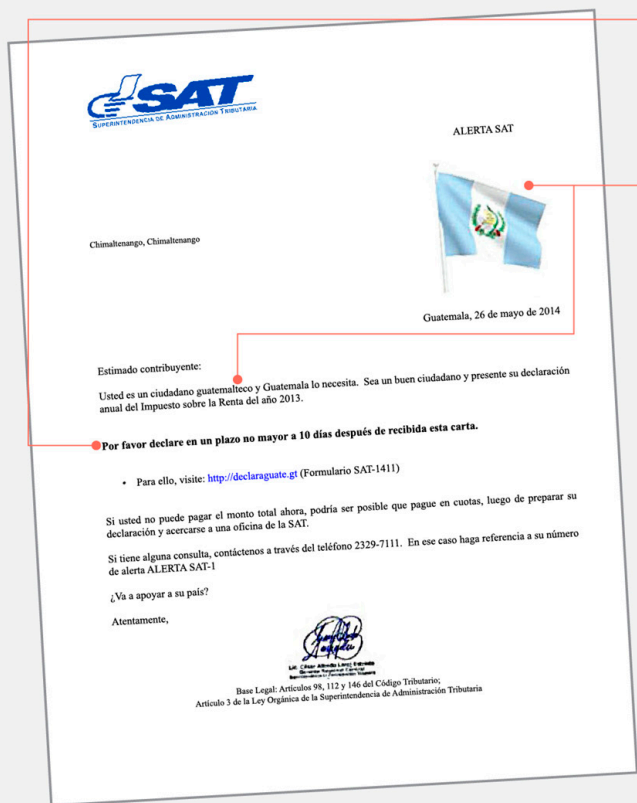 SAT
SUPERINTENDENCIA DE ADMINISTRACIÓN TRIBUTARIA
ALERTA SAT
Chimaltenango, Chimaltenango
Guatemala, 26 de mayo de 2014
Estimado contribuyente:
Usted es un ciudadano guatemalteco y Guatemala lo necesita. Sea un buen ciudadano y presente su declaración
anual del Impuesto sobre la Renta del año 2013.
Por favor declare en un plazo no mayor a 10 días después de recibida esta carta.
• Para ello, visite: http://declaraguate.gt (Formulario SAT-1411)
Si usted no puede pagar el monto total ahora, podría ser posible que pague en cuotas, luego de preparar su
declaración y acercarse a una oficina de la SAT.
Si tiene alguna consulta, contáctenos a través del teléfono 2329-7111. En ese caso haga referencia a su número
de alerta ALERTA SAT-1
¿Va a apoyar a su país?
Atentamente,
Base Legal: Artículos 98, 112 y 146 del Código Tributario;
Artículo 3 de la Ley Orgánica de la Superintendencia de Administración Tributaria